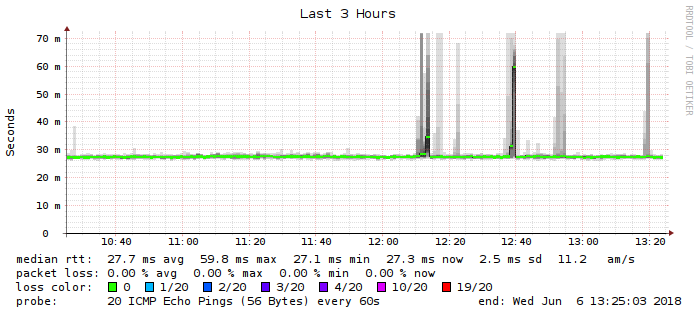 Last 3 Hours
RRDTOOL / TOBI OETIKER
Seconds
70 m
60 m
50 m
40 m
30 m
20 m
10 m
0
10:40 11:00 11:20 11:40 12:00 12:20 12:40 13:00 13:20
median rtt: 27.7 ms avg 59.8 ms max 27.1 ms min 27.3 ms now 2.5 ms sd 11.2 am/s
packet loss: 0.00 % avg 0.00 % max 0.00 % min 0.00 % now
loss color: 0 1/20 2/20 3/20 4/20 10/20 19/20
probe: 20 ICMP Echo Pings (56 Bytes) every 60s end: Wed Jun 6 13:25:03 2018